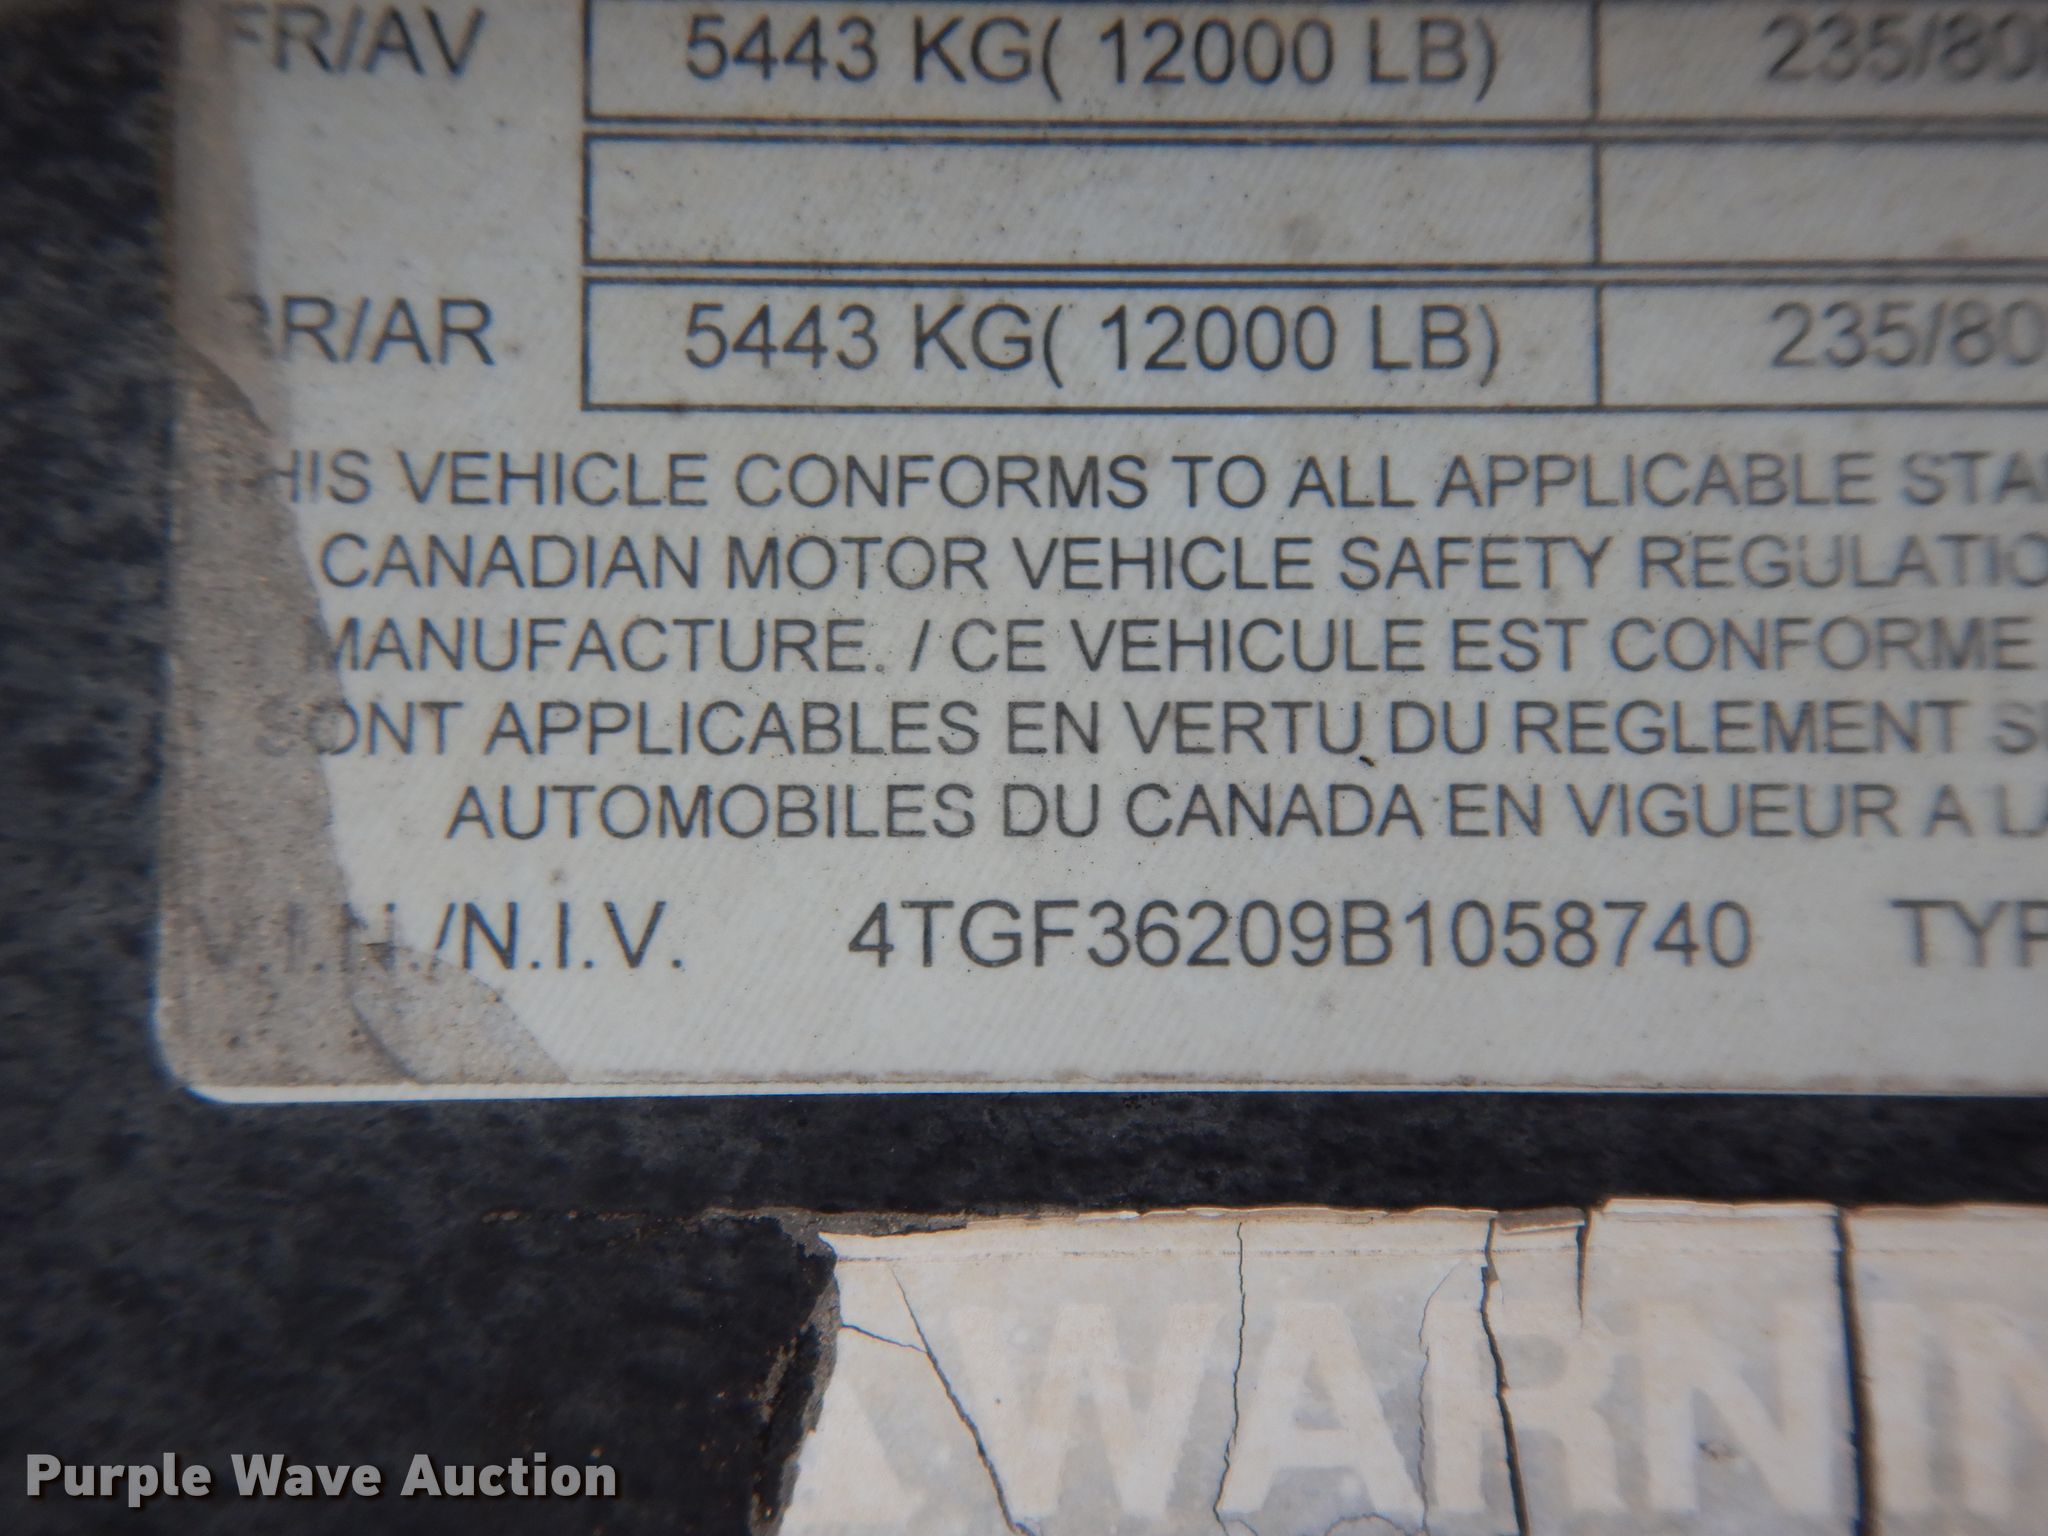 FR/AV 5443 KG( 12000 LB) 235/80
RR/AR 5443 KG( 12000 LB) 235/80
HIS VEHICLE CONFORMS TO ALL APPLICABLE STA
CANADIAN MOTOR VEHICLE SAFETY REGULATIO
MANUFACTURE. / CE VEHICULE EST CONFORME
SONT APPLICABLES EN VERTU DU REGLEMENT S
AUTOMOBILES DU CANADA EN VIGUEUR A LA
V.I.N./N.I.V. 4TGF36209B1058740 TYP
WARNIN
Purple Wave Auction